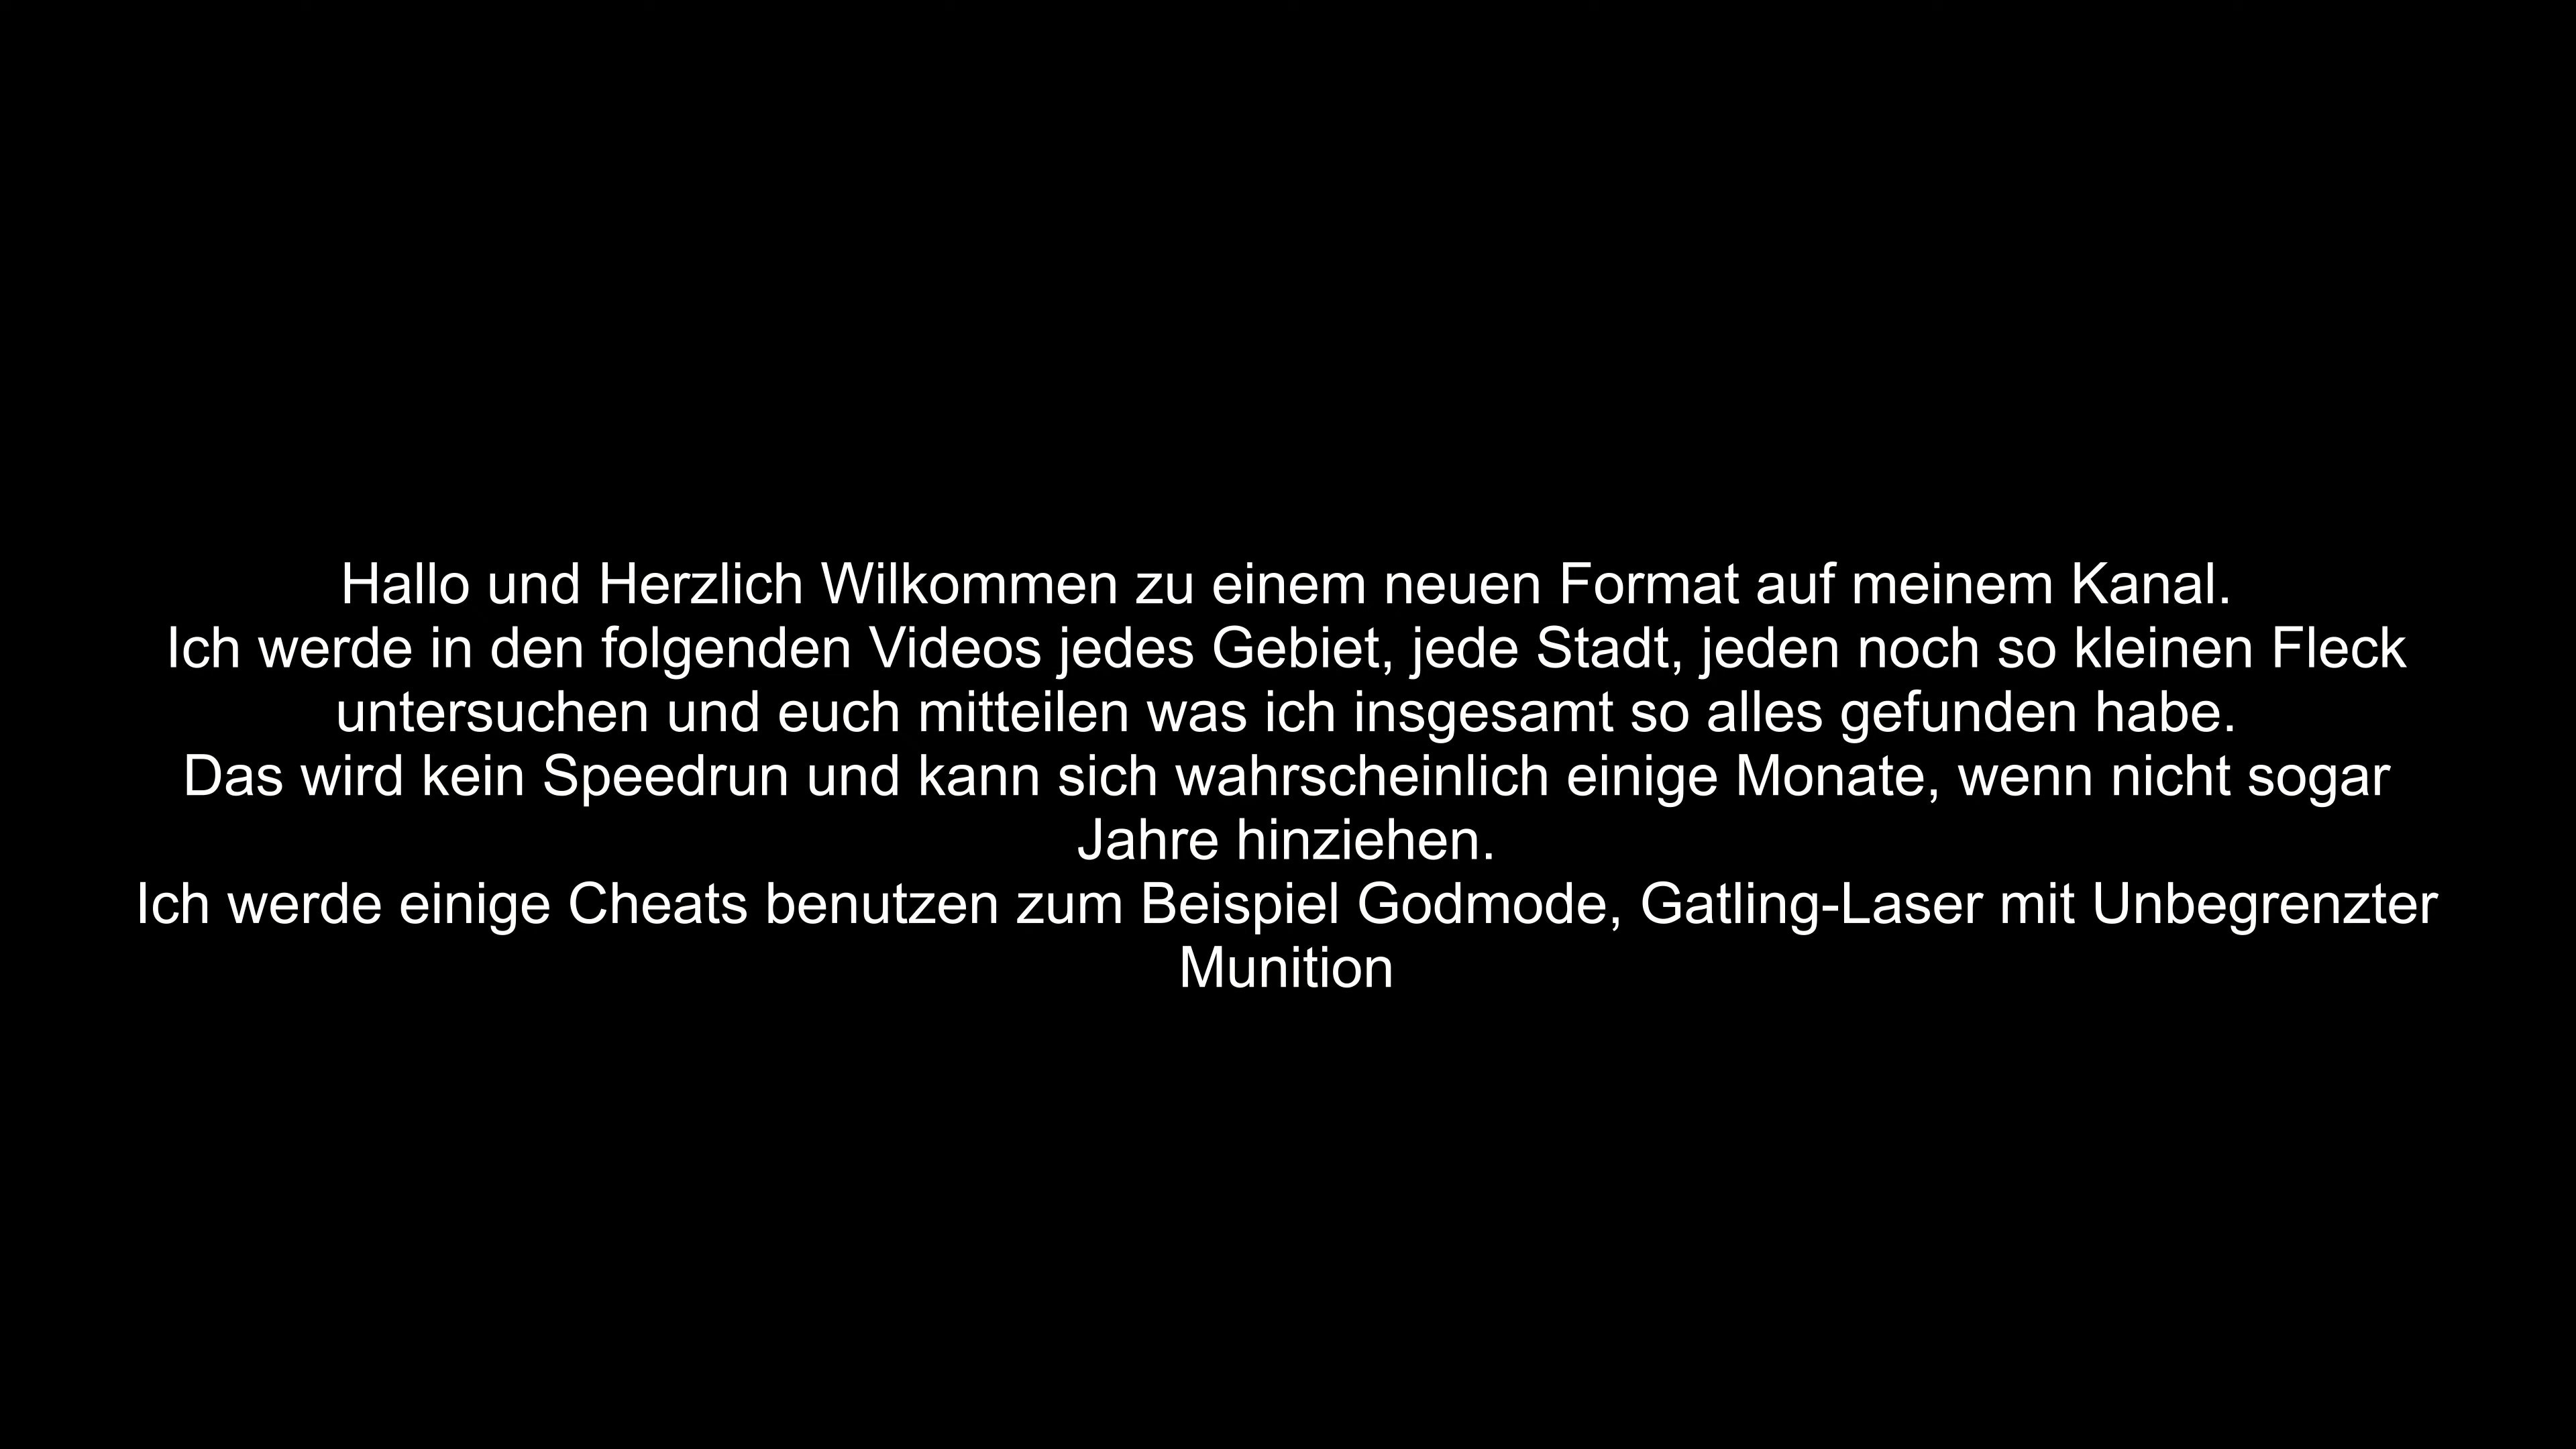 Hallo und Herzlich Wilkommen zu einem neuen Format auf meinem Kanal.
Ich werde in den folgenden Videos jedes Gebiet, jede Stadt, jeden noch so kleinen Fleck
untersuchen und euch mitteilen was ich insgesamt so alles gefunden habe.
Das wird kein Speedrun und kann sich wahrscheinlich einige Monate, wenn nicht sogar
Jahre hinziehen.
Ich werde einige Cheats benutzen zum Beispiel Godmode, Gatling-Laser mit Unbegrenzter
Munition